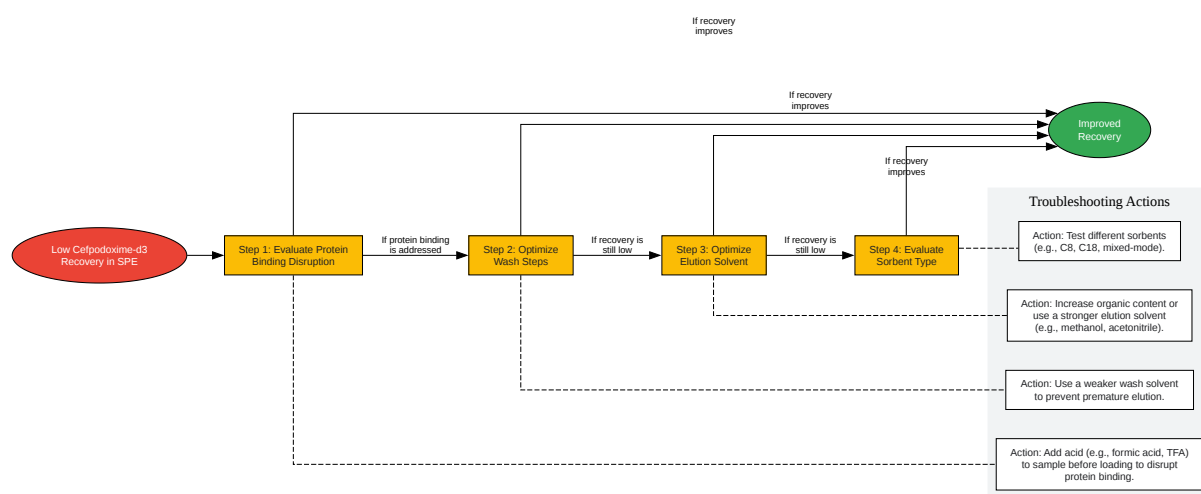 If recovery
improves
If recovery
improves
Improved
Recovery
If recovery
improves
Troubleshooting Actions
Low Cefpodoxime-d3
Recovery in SPE
Step 1: Evaluate Protein
Binding Disruption
If protein binding
is addressed
Step 2: Optimize
Wash Steps
If recovery is
still low
Step 3: Optimize
Elution Solvent
If recovery is
still low
Step 4: Evaluate
Sorbent Type
Action: Test different sorbents
(e.g., C8, C18, mixed-mode).
Action: Increase organic content or
use a stronger elution solvent
(e.g., methanol, acetonitrile).
Action: Use a weaker wash solvent
to prevent premature elution.
Action: Add acid (e.g., formic acid, TFA)
to sample before loading to disrupt
protein binding.